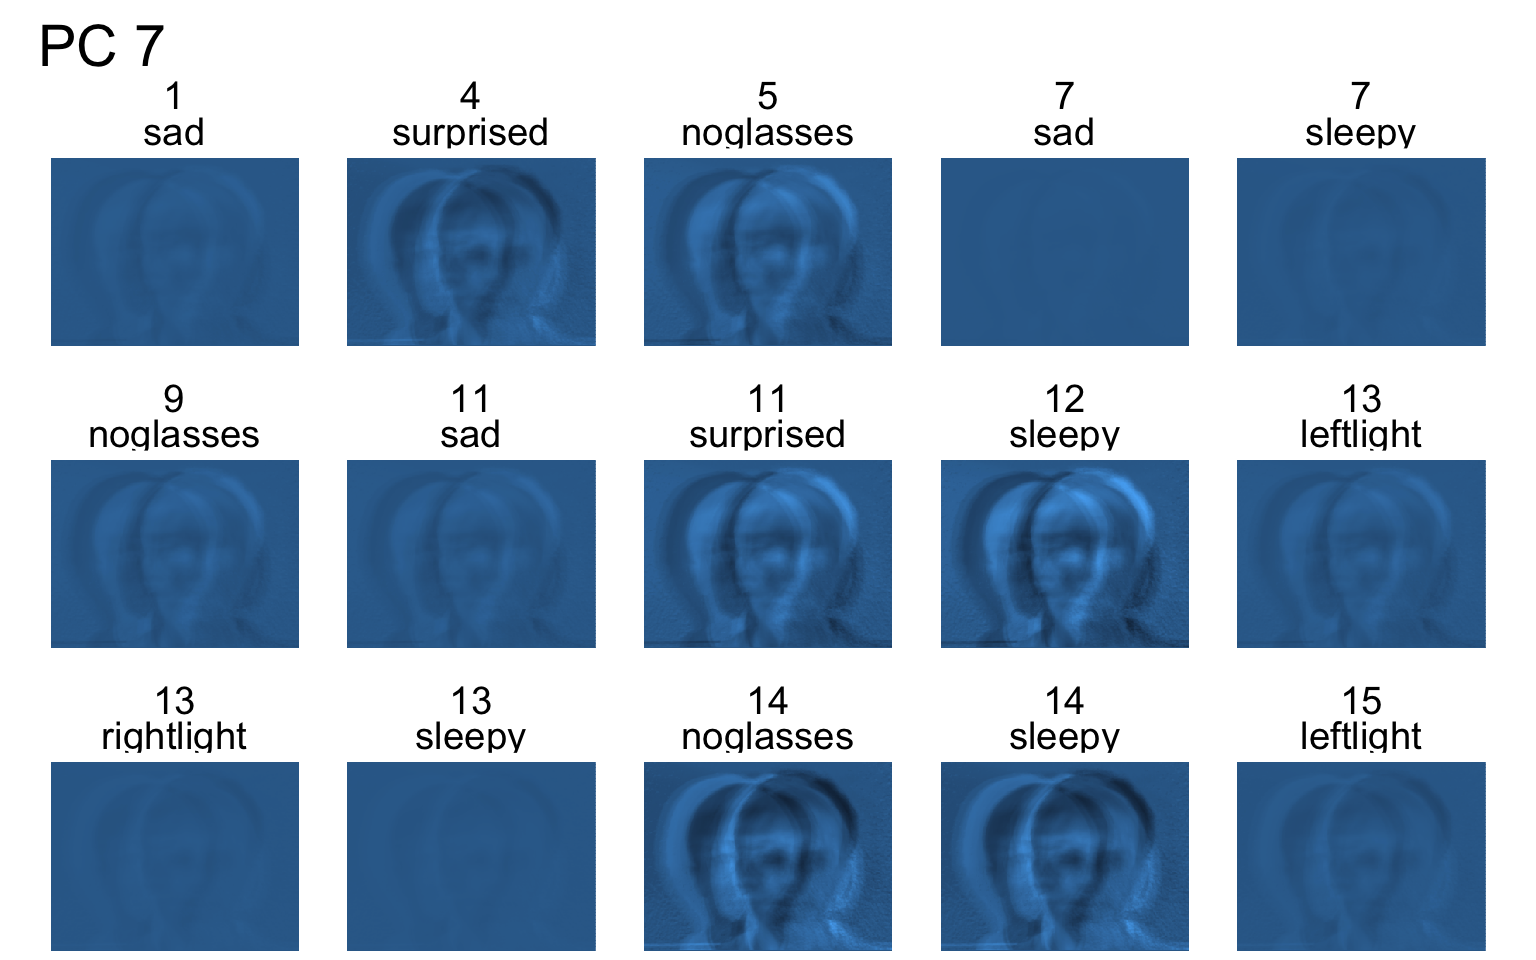 PC 7
1 4 5 7 7
sad surprised noglasses sad sleepy
9 11 11 12 13
noglasses sad surprised sleepy leftlight
13 13 14 14 15
rightlight sleepy noglasses sleepy leftlight